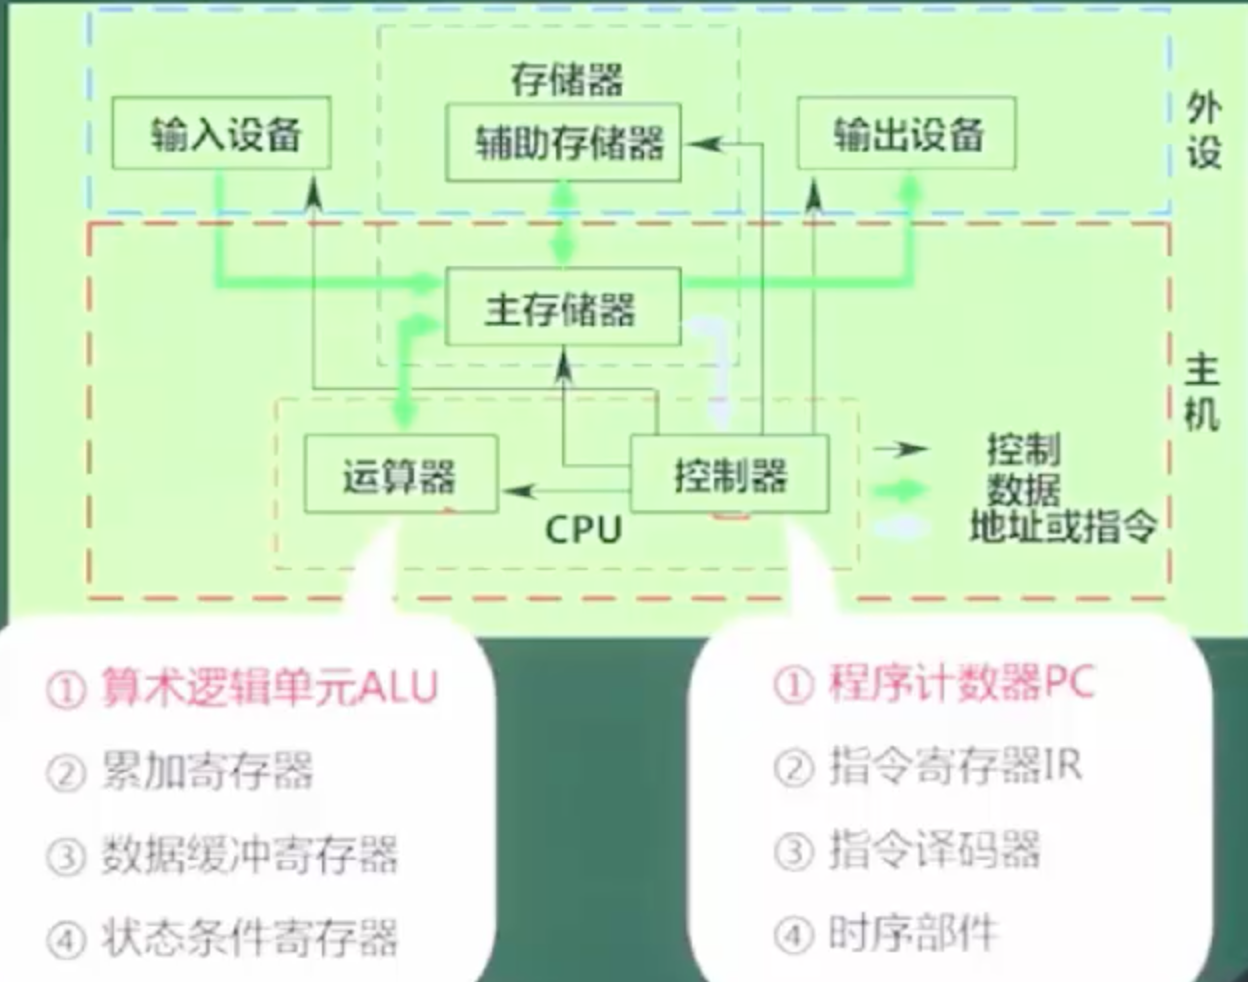 存储器
输入设备
辅助存储器
输出设备
外设
主存储器
主机
运算器
控制器
CPU
控制
数据
地址或指令
① 算术逻辑单元ALU
② 累加寄存器
③ 数据缓冲寄存器
④ 状态条件寄存器
① 程序计数器PC
② 指令寄存器IR
③ 指令译码器
④ 时序部件